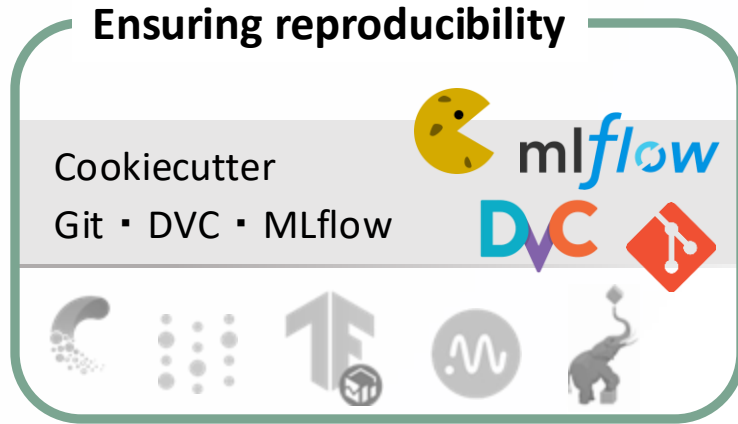 Ensuring reproducibility
mlflow
Cookiecutter
Git ・ DVC ・ MLflow
DVC